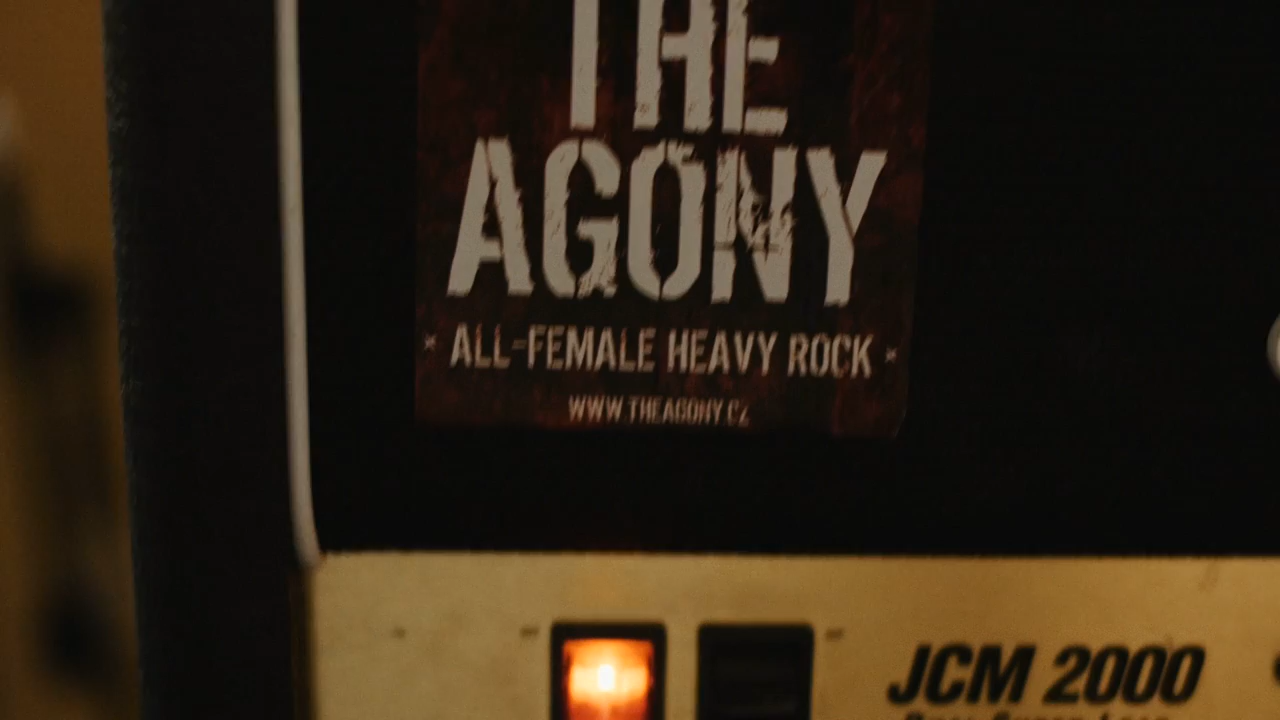 THE
AGONY
× ALL-FEMALE HEAVY ROCK ×
WWW.THEAGONY.CZ
JCM 2000